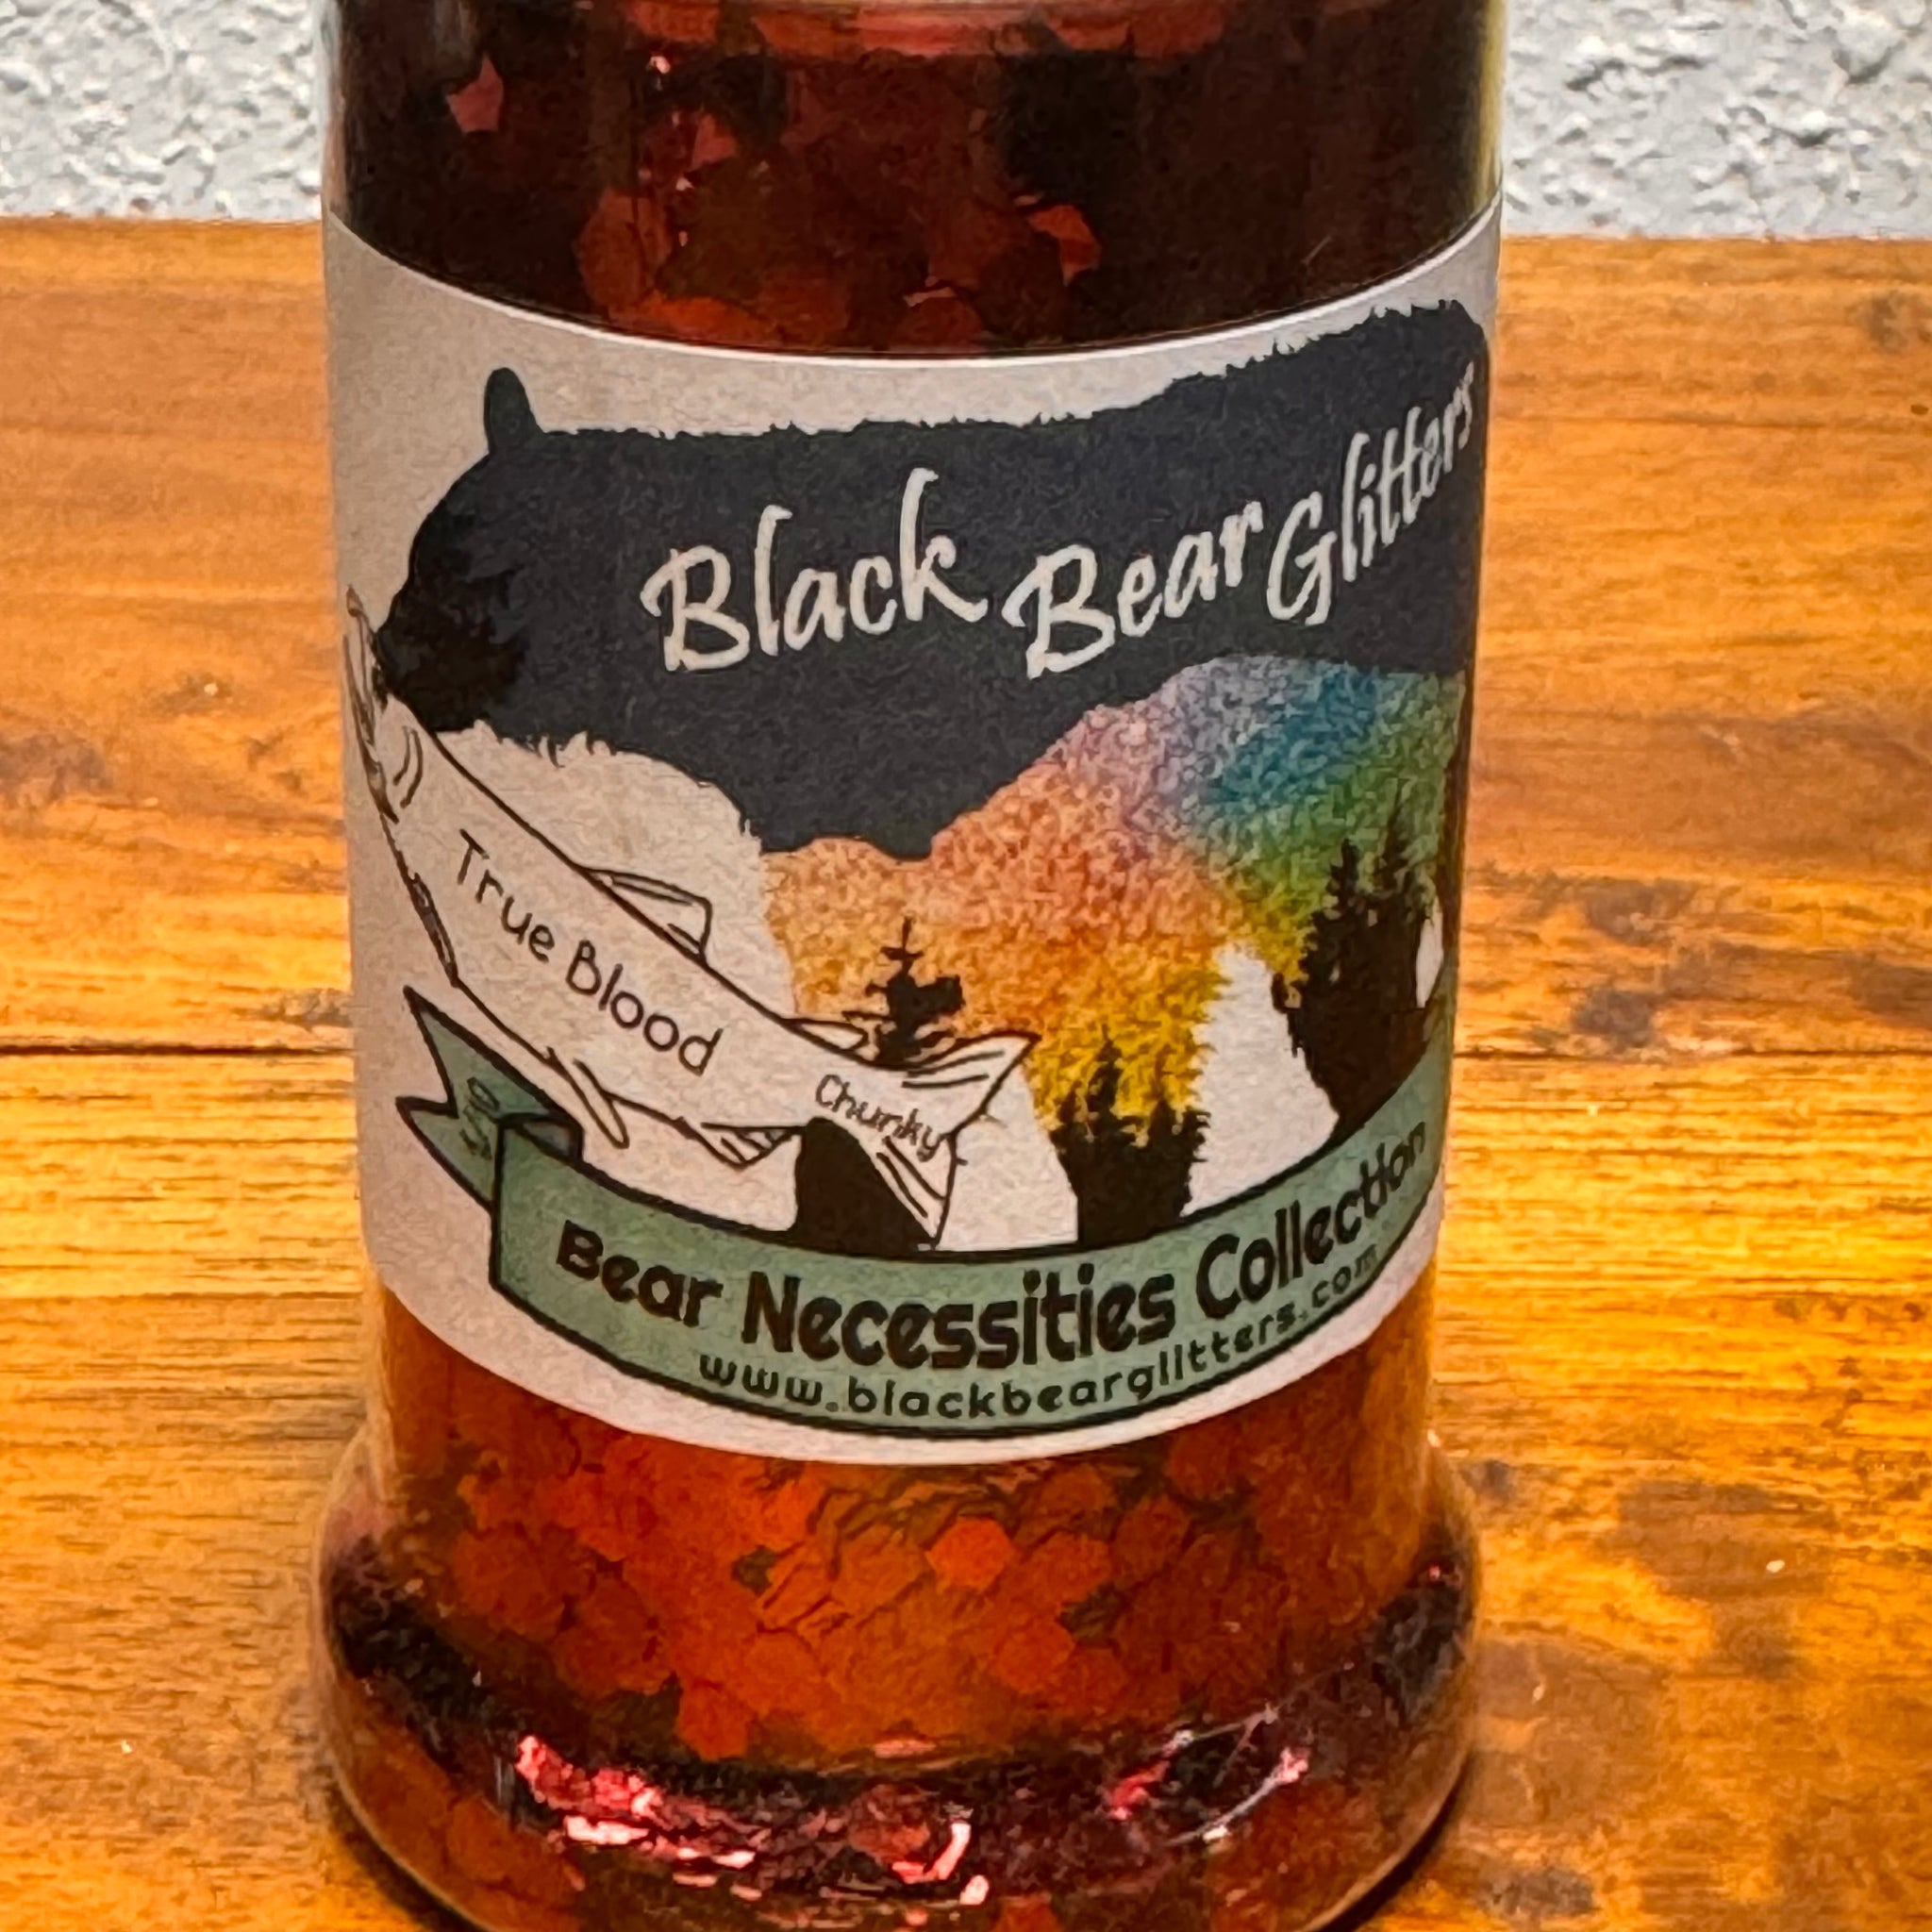 Black Bear Glitters
True Blood
Chunky
Bear Necessities Collection
www.blackbearglitters.com